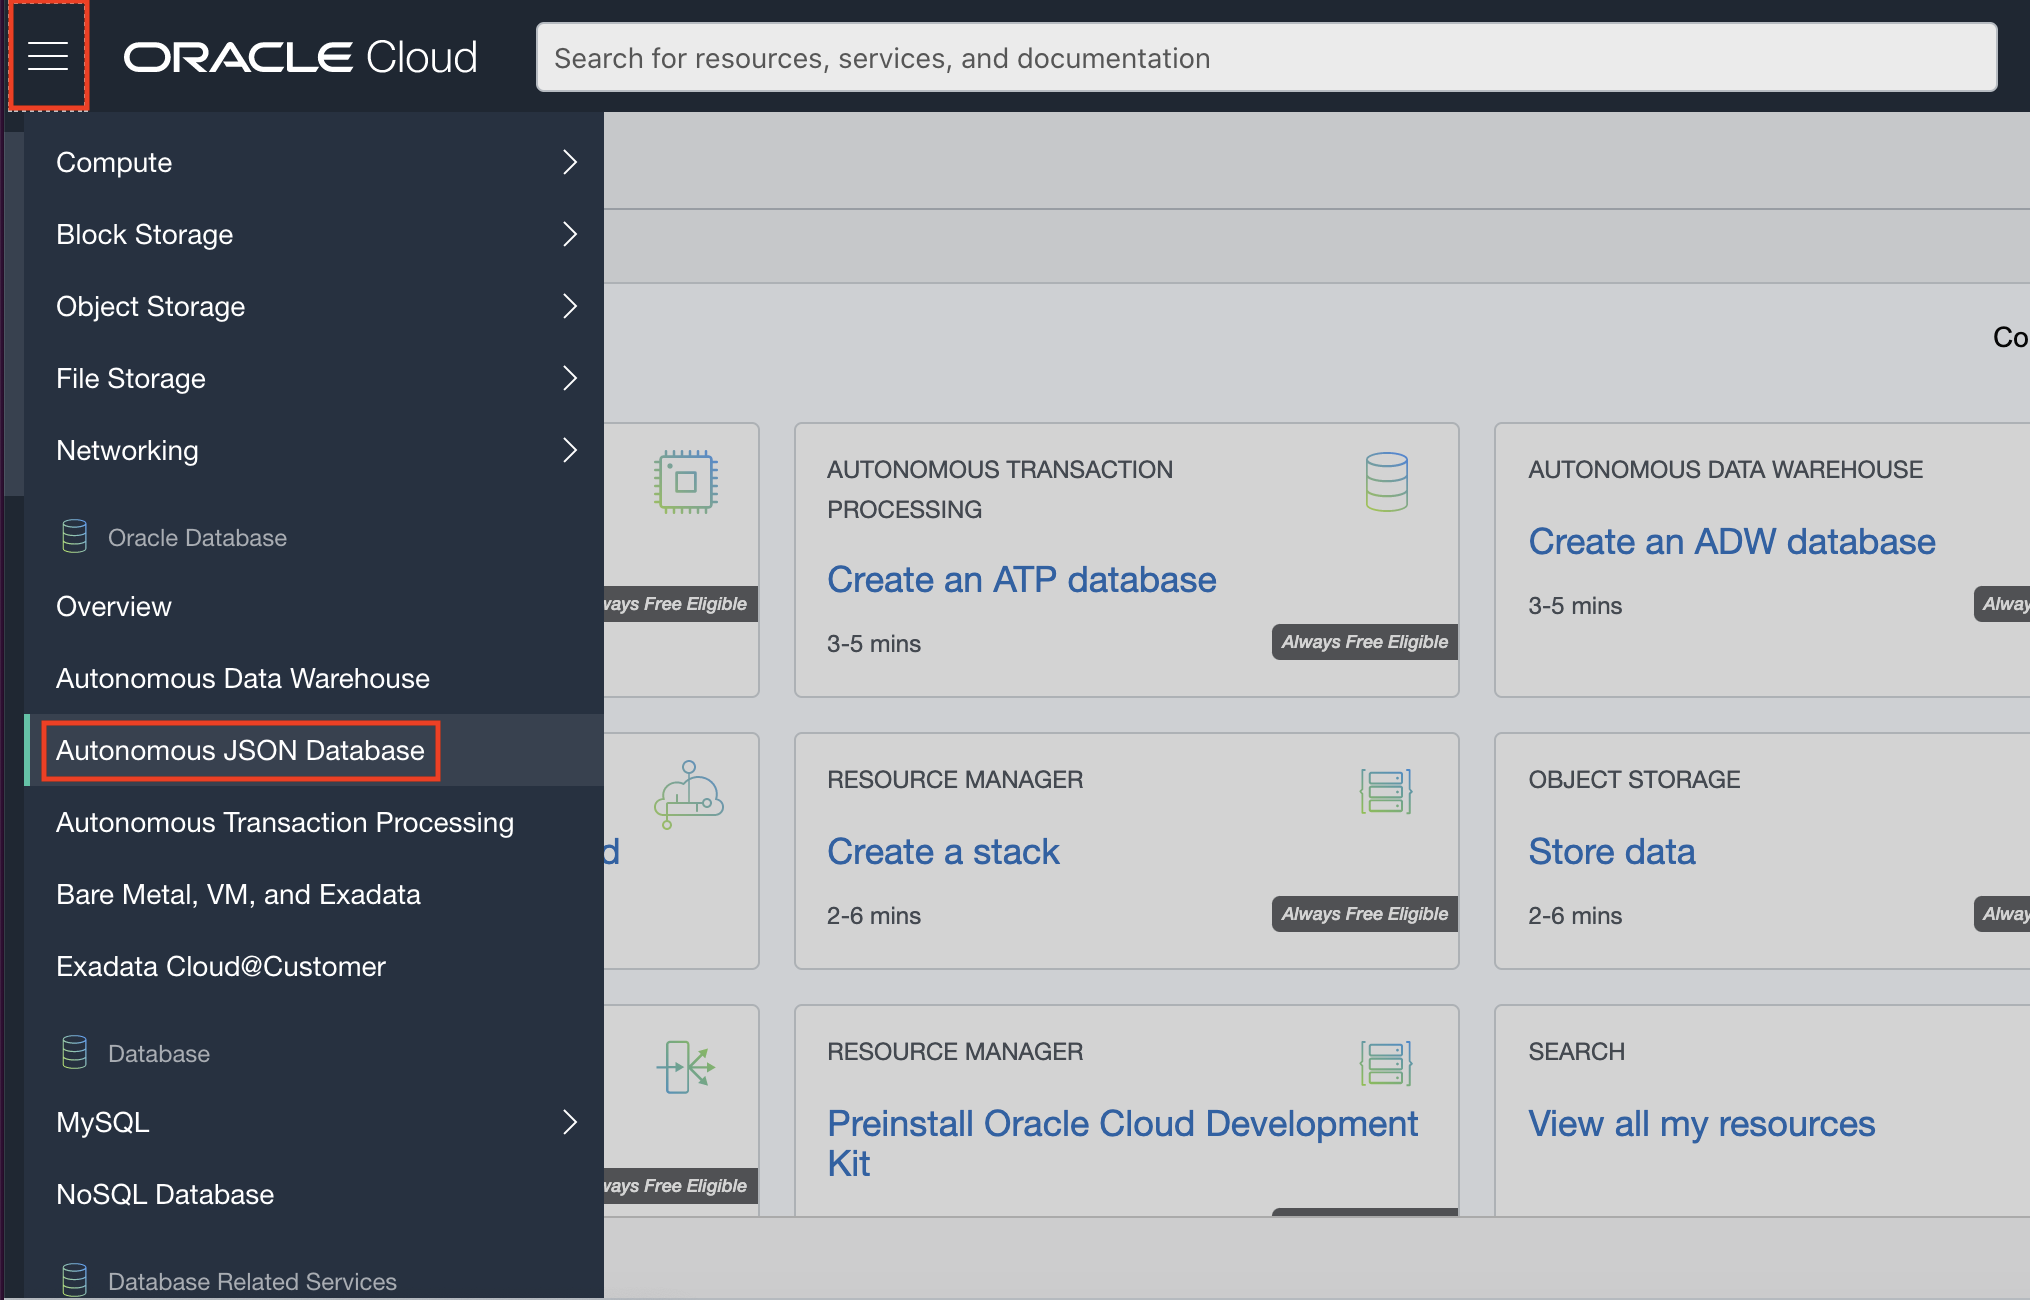 ORACLE Cloud
Search for resources, services, and documentation
Compute
Block Storage
Object Storage
File Storage
Networking
Oracle Database
Overview
Autonomous Data Warehouse
Autonomous JSON Database
Autonomous Transaction Processing
Bare Metal, VM, and Exadata
Exadata Cloud@Customer
Database
MySQL
NoSQL Database
Database Related Services
Co
ways Free Eligible
AUTONOMOUS TRANSACTION
PROCESSING
Create an ATP database
3-5 mins
Always Free Eligible
AUTONOMOUS DATA WAREHOUSE
Create an ADW database
3-5 mins
Alway
d
RESOURCE MANAGER
Create a stack
2-6 mins
Always Free Eligible
OBJECT STORAGE
Store data
2-6 mins
Alway
ways Free Eligible
RESOURCE MANAGER
Preinstall Oracle Cloud Development
Kit
SEARCH
View all my resources